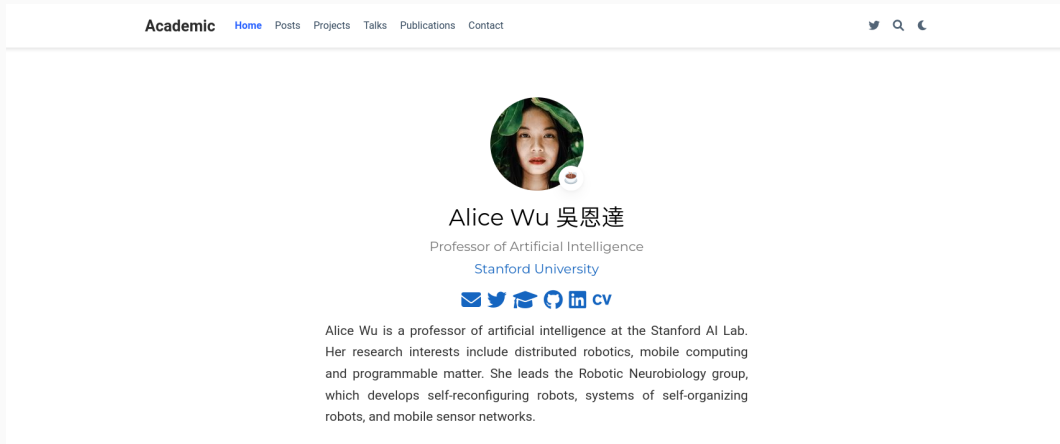 Academic Home Posts Projects Talks Publications Contact
Alice Wu 吳恩達
Professor of Artificial Intelligence
Stanford University
CV
Alice Wu is a professor of artificial intelligence at the Stanford AI Lab.
Her research interests include distributed robotics, mobile computing
and programmable matter. She leads the Robotic Neurobiology group,
which develops self-reconfiguring robots, systems of self-organizing
robots, and mobile sensor networks.